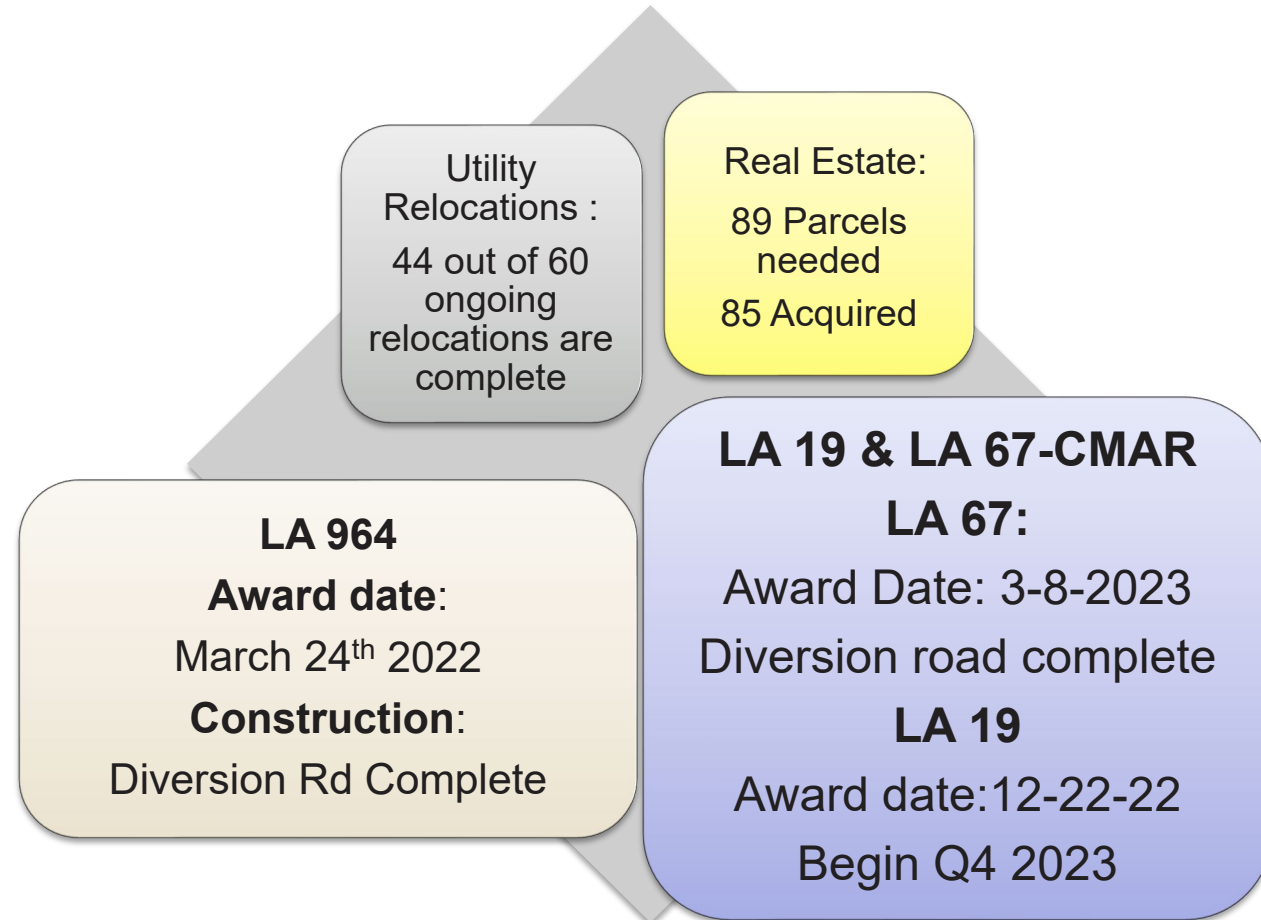 Utility
Relocations :
44 out of 60
ongoing
relocations are
complete
Real Estate:
89 Parcels
needed
85 Acquired
LA 964
Award date:
March 24th 2022
Construction:
Diversion Rd Complete
LA 19 & LA 67-CMAR
LA 67:
Award Date: 3-8-2023
Diversion road complete
LA 19
Award date:12-22-22
Begin Q4 2023